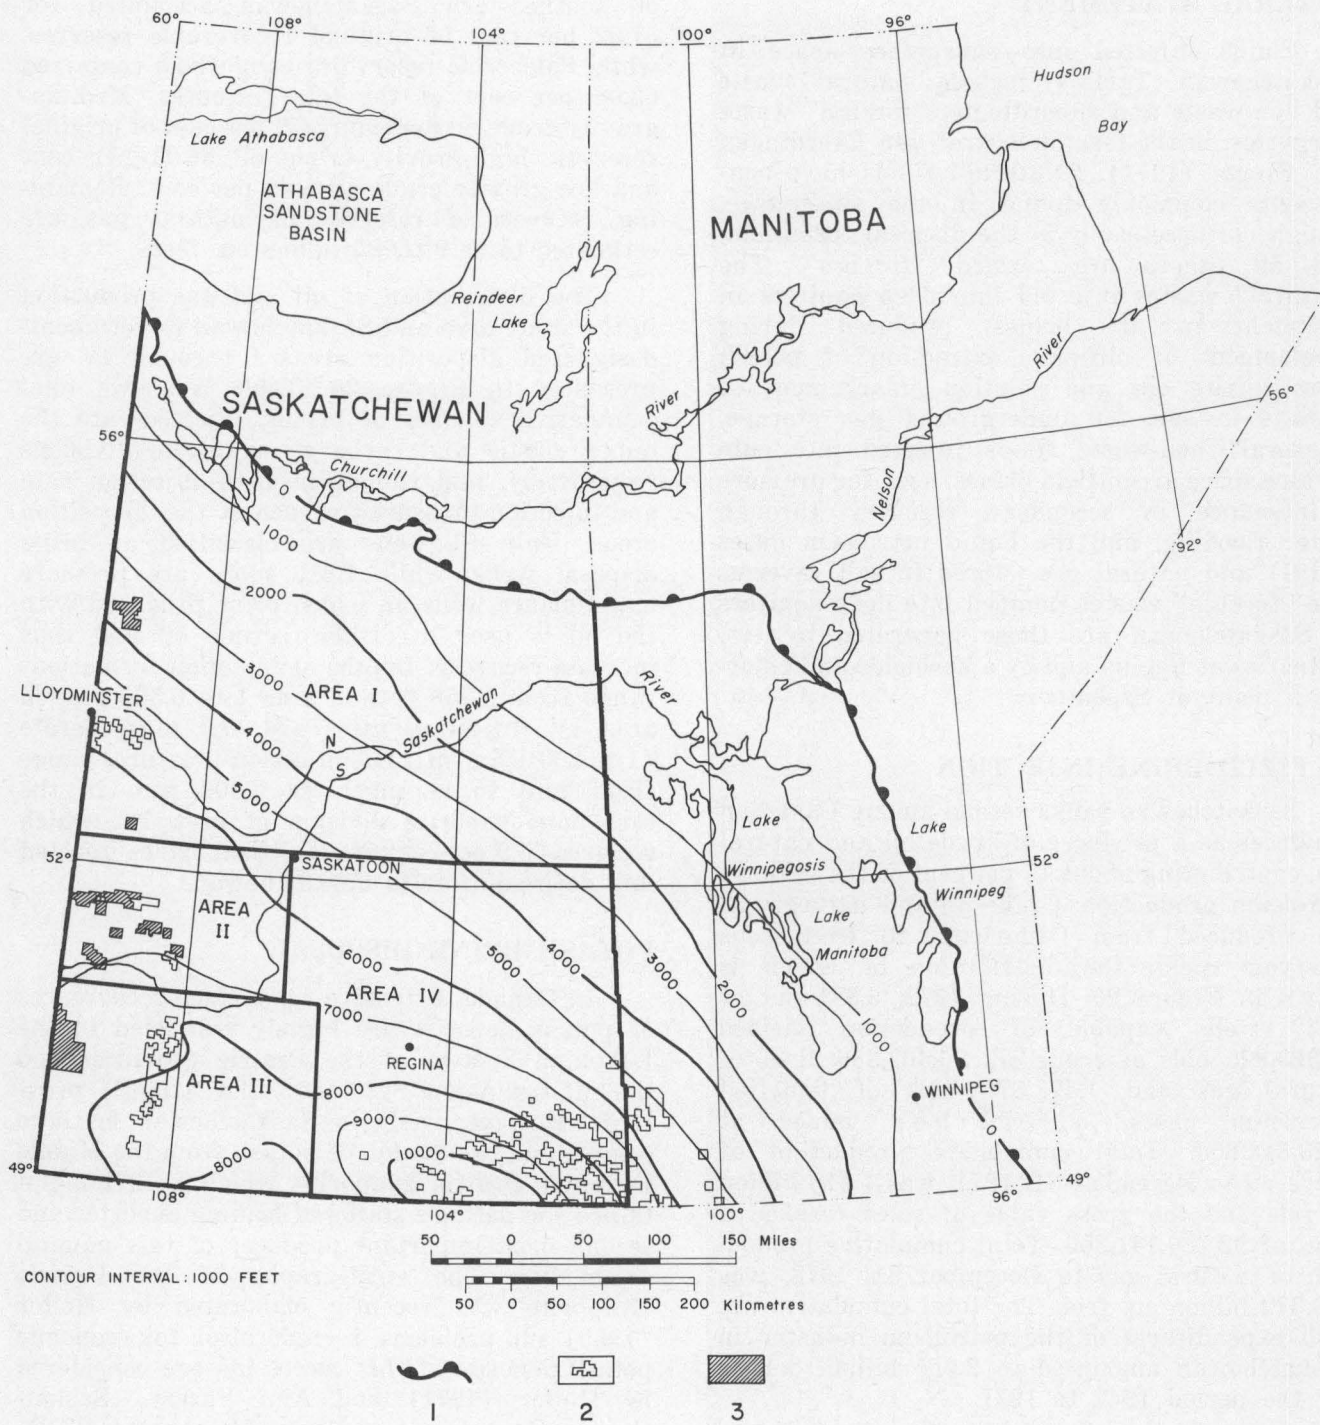 60°
108°
104°
100°
96°
Hudson
Bay
Lake Athabasca
ATHABASCA
SANDSTONE
BASIN
MANITOBA
Reindeer
Lake
River
River
SASKATCHEWAN
56°
56°
Churchill
Nelson
0
1000
92°
2000
3000
AREA I
LLOYDMINSTER
River
Saskatchewan
N
S
4000
5000
Lake
Lake
52°
52°
SASKATOON
Winnipegosis
Winnipeg
AREA
II
Lake
Manitoba
4000
5000
3000
2000
1000
6000
AREA IV
7000
REGINA
AREA III
8000
9000
10000
8000
WINNIPEG
0
49°
49°
108°
104°
100°
96°
50 0 50 100 150 Miles
CONTOUR INTERVAL: 1000 FEET
50 0 50 100 150 200 Kilometres
1 2 3